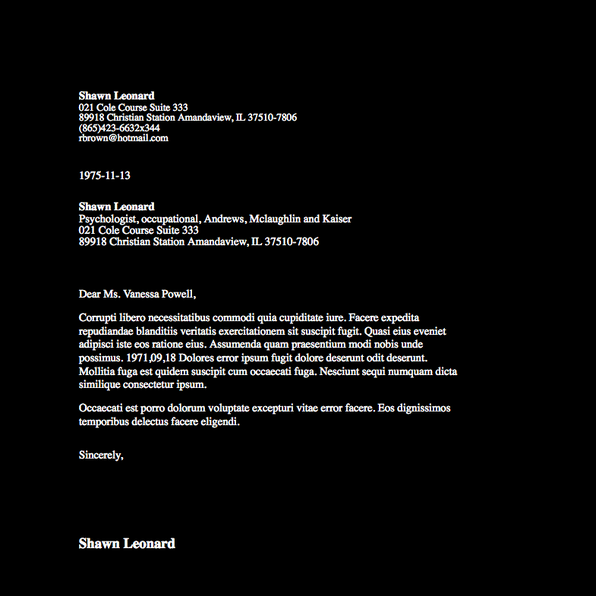 Shawn Leonard
021 Cole Course Suite 333
89918 Christian Station Amandaview, IL 37510-7806
(865)423-6632x344
rbrown@hotmail.com
1975-11-13
Shawn Leonard
Psychologist, occupational, Andrews, Mclaughlin and Kaiser
021 Cole Course Suite 333
89918 Christian Station Amandaview, IL 37510-7806
Dear Ms. Vanessa Powell,
Corrupti libero necessitatibus commodi quia cupiditate iure. Facere expedita
repudiandae blanditiis veritatis exercitationem sit suscipit fugit. Quasi eius eveniet
adipisci iste eos ratione eius. Assumenda quam praesentium modi nobis unde
possimus. 1971,09,18 Dolores error ipsum fugit dolore deserunt odit deserunt.
Mollitia fuga est quidem suscipit cum occaecati fuga. Nesciunt sequi numquam dicta
similique consectetur ipsum.
Occaecati est porro dolorum voluptate excepturi vitae error facere. Eos dignissimos
temporibus delectus facere eligendi.
Sincerely,
Shawn Leonard